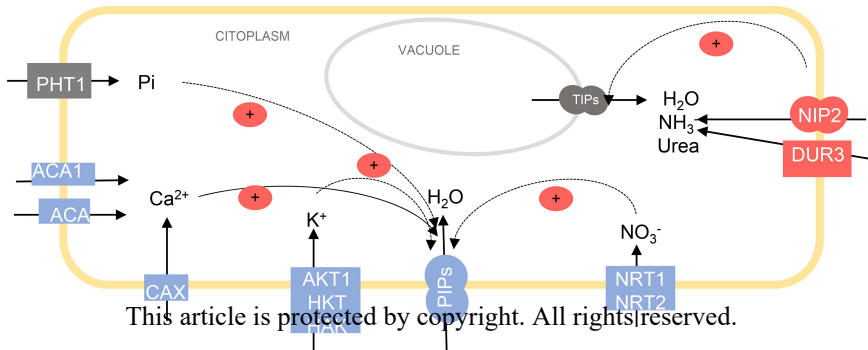 CITOPLASM
VACUOLE
PHT1
Pi
+
+
+
+
+
TIPs
H₂O
NH₃
Urea
NIP2
DUR3
ACA1
ACA
Ca²⁺
K⁺
H₂O
NO₃⁻
CAX
AKT1
HKT
HAK
PIPs
NRT1
NRT2
This article is protected by copyright. All rights reserved.